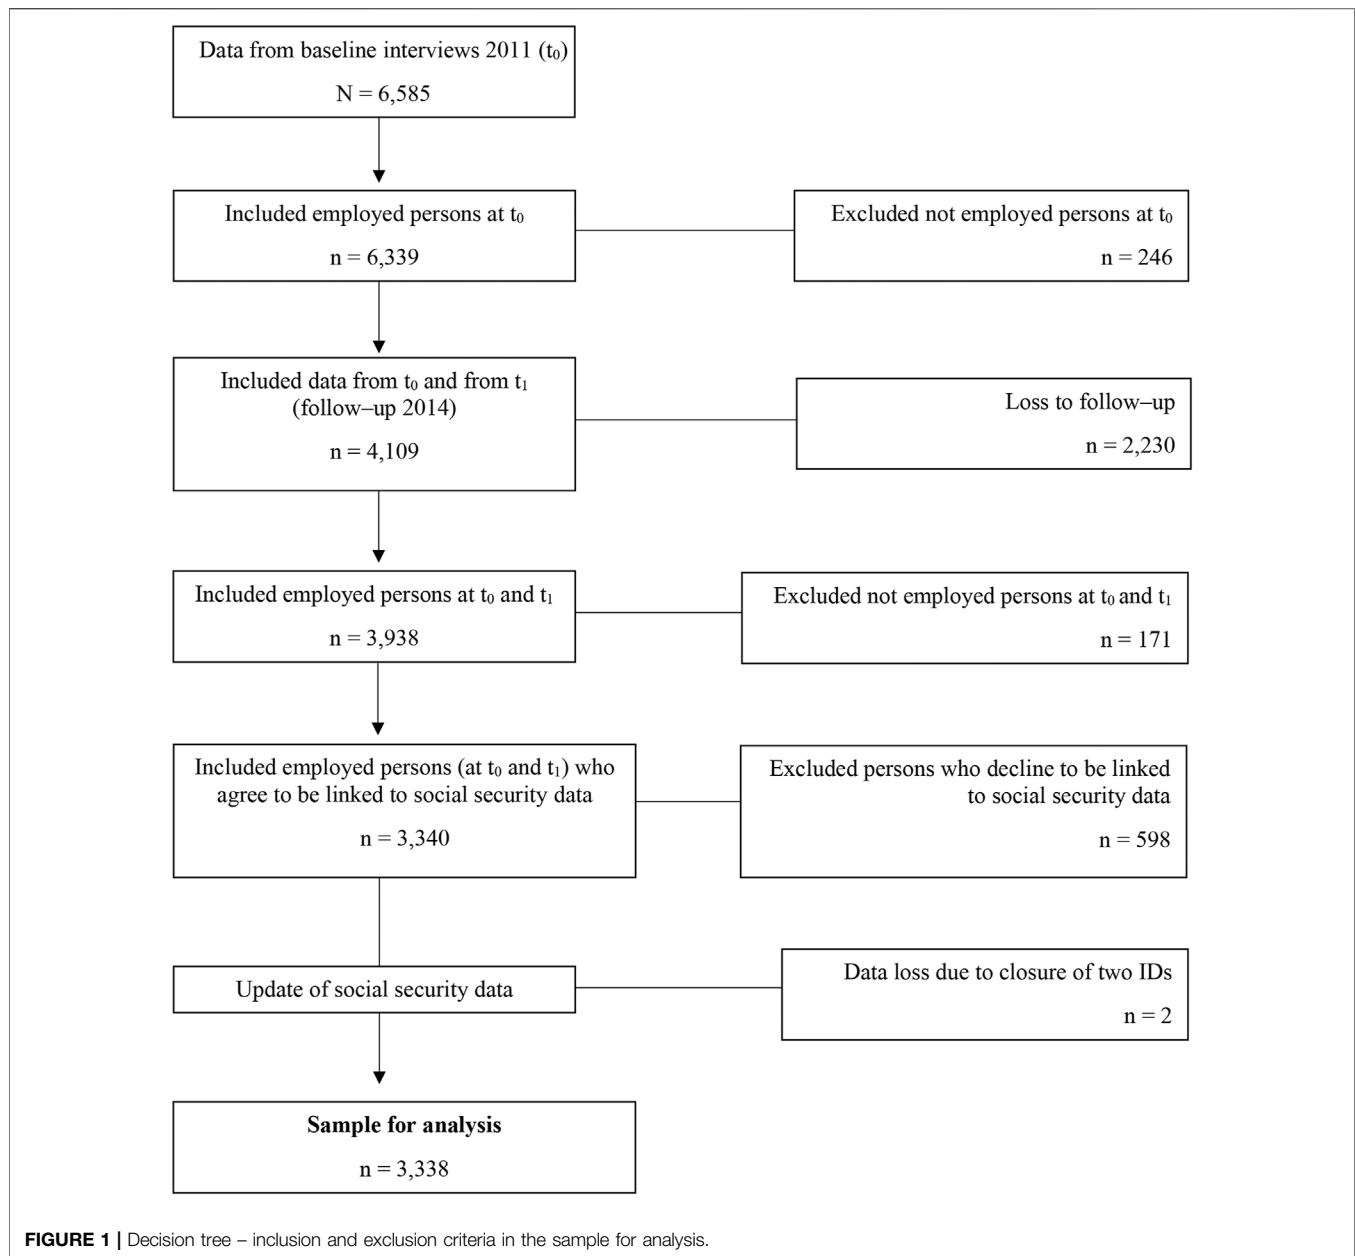 Data from baseline interviews 2011 (t₀)
N = 6,585
Included employed persons at t₀
n = 6,339
Excluded not employed persons at t₀
n = 246
Included data from t₀ and from t₁
(follow–up 2014)
n = 4,109
Loss to follow–up
n = 2,230
Included employed persons at t₀ and t₁
n = 3,938
Excluded not employed persons at t₀ and t₁
n = 171
Included employed persons (at t₀ and t₁) who
agree to be linked to social security data
n = 3,340
Excluded persons who decline to be linked
to social security data
n = 598
Update of social security data
Data loss due to closure of two IDs
n = 2
Sample for analysis
n = 3,338
FIGURE 1 | Decision tree – inclusion and exclusion criteria in the sample for analysis.